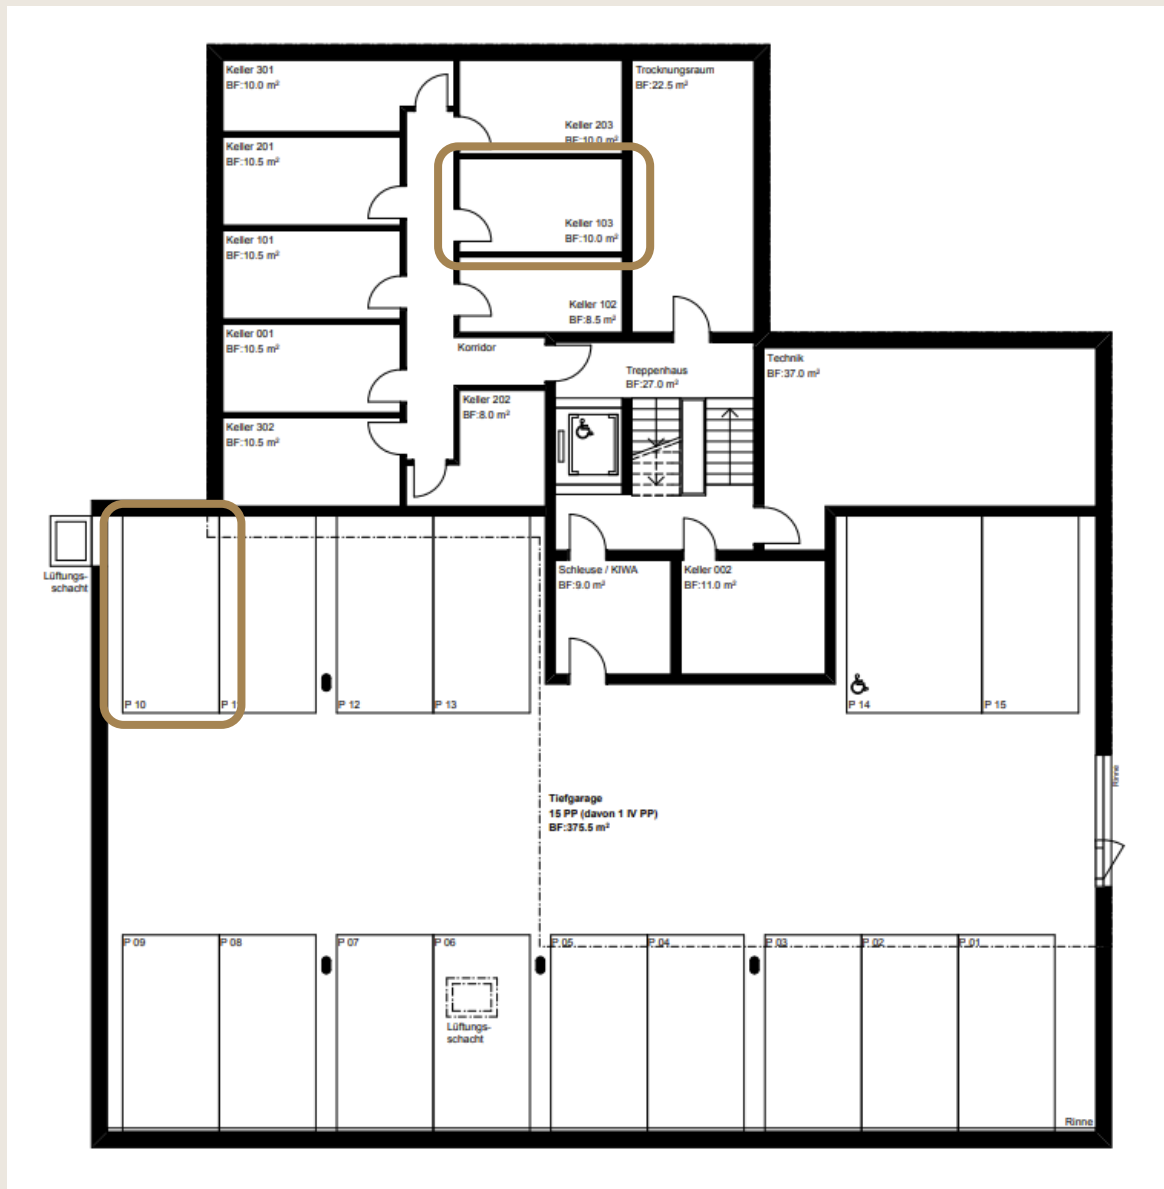 Keller 301
BF:10.0 m²
Trocknungsraum
BF:22.5 m²
Keller 203
BF:10.0 m²
Keller 201
BF:10.5 m²
Keller 103
BF:10.0 m²
Keller 101
BF:10.5 m²
Keller 102
BF:8.5 m²
Keller 001
BF:10.5 m²
Korridor
Technik
BF:37.0 m²
Treppenhaus
BF:27.0 m²
Keller 202
BF:8.0 m²
Keller 302
BF:10.5 m²
Lüftungs-
schacht
Schleuse / KIWA
BF:9.0 m²
Keller 002
BF:11.0 m²
P 10
P 1
P 12
P 13
P 14
P 15
Rinne
Tiefgarage
15 PP (davon 1 IV PP)
BF:375.5 m²
P 09
P 08
P 07
P 06
P 05
P 04
P 03
P 02
P 01
Lüftungs-
schacht
Rinne